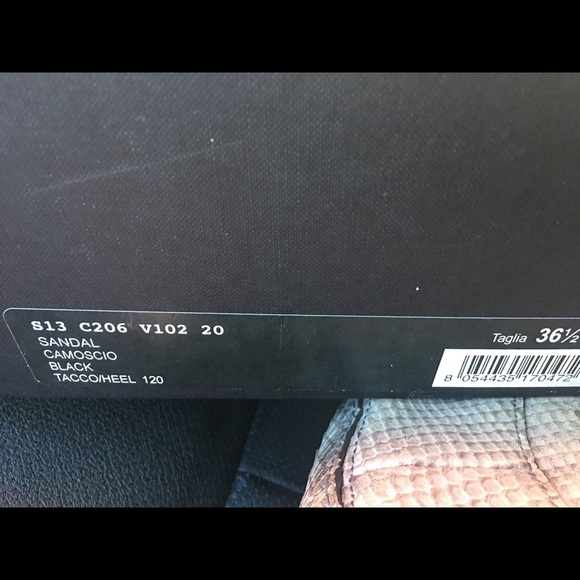 S13 C206 V102 20
SANDAL
CAMOSCIO
BLACK
TACCO/HEEL 120
Taglia 36½
8 054435 170472